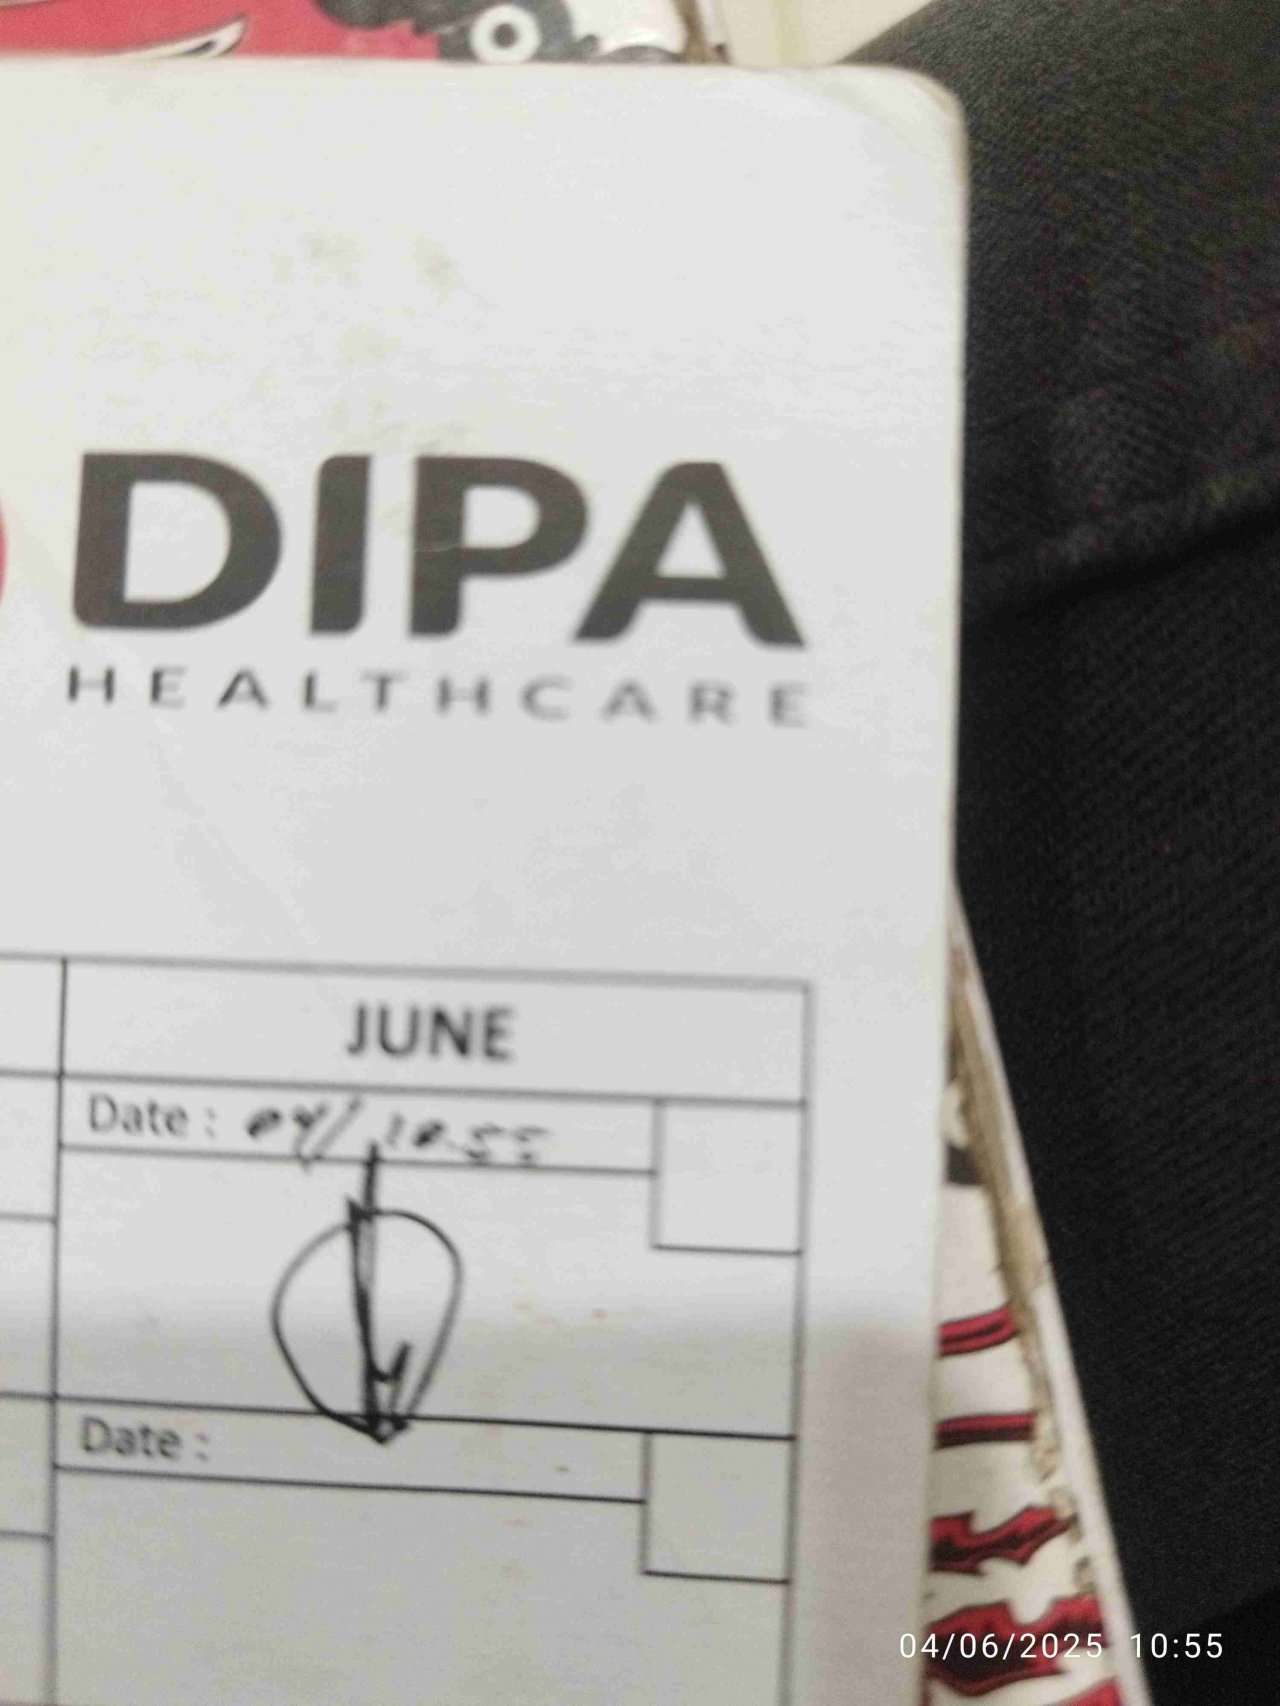 DIPA
HEALTHCARE
JUNE
Date : 04/ 10.55
Date :
04/06/2025 10:55